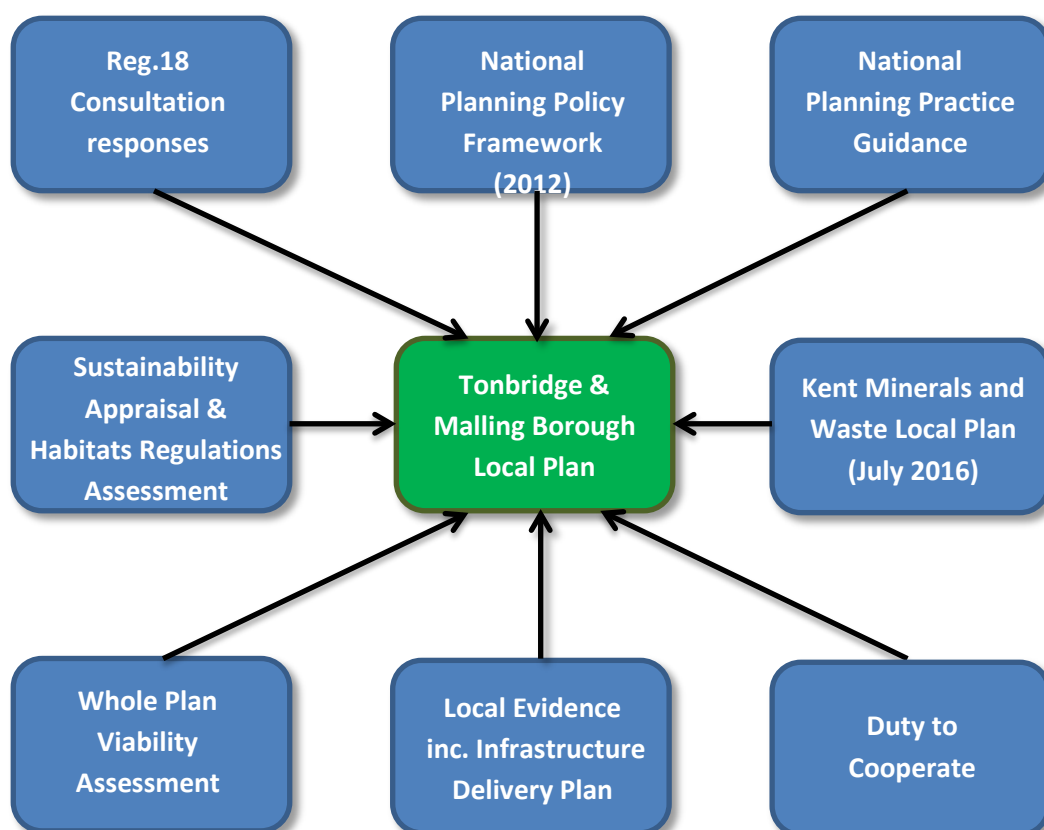 Reg.18
Consultation
responses
National
Planning Policy
Framework
(2012)
National
Planning Practice
Guidance
Sustainability
Appraisal &
Habitats Regulations
Assessment
Tonbridge &
Malling Borough
Local Plan
Kent Minerals and
Waste Local Plan
(July 2016)
Whole Plan
Viability
Assessment
Local Evidence
inc. Infrastructure
Delivery Plan
Duty to
Cooperate